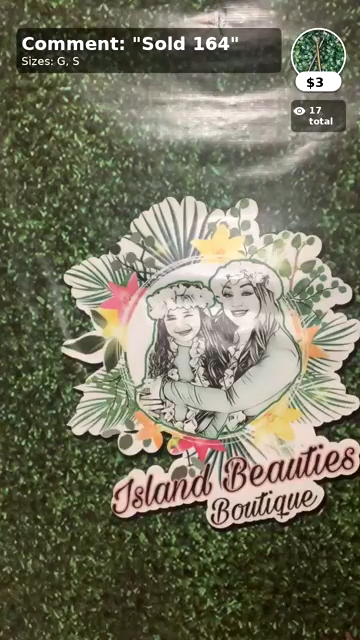 Comment: "Sold 164"
Sizes: G, S
$3
17
total
Island Beauties
Boutique